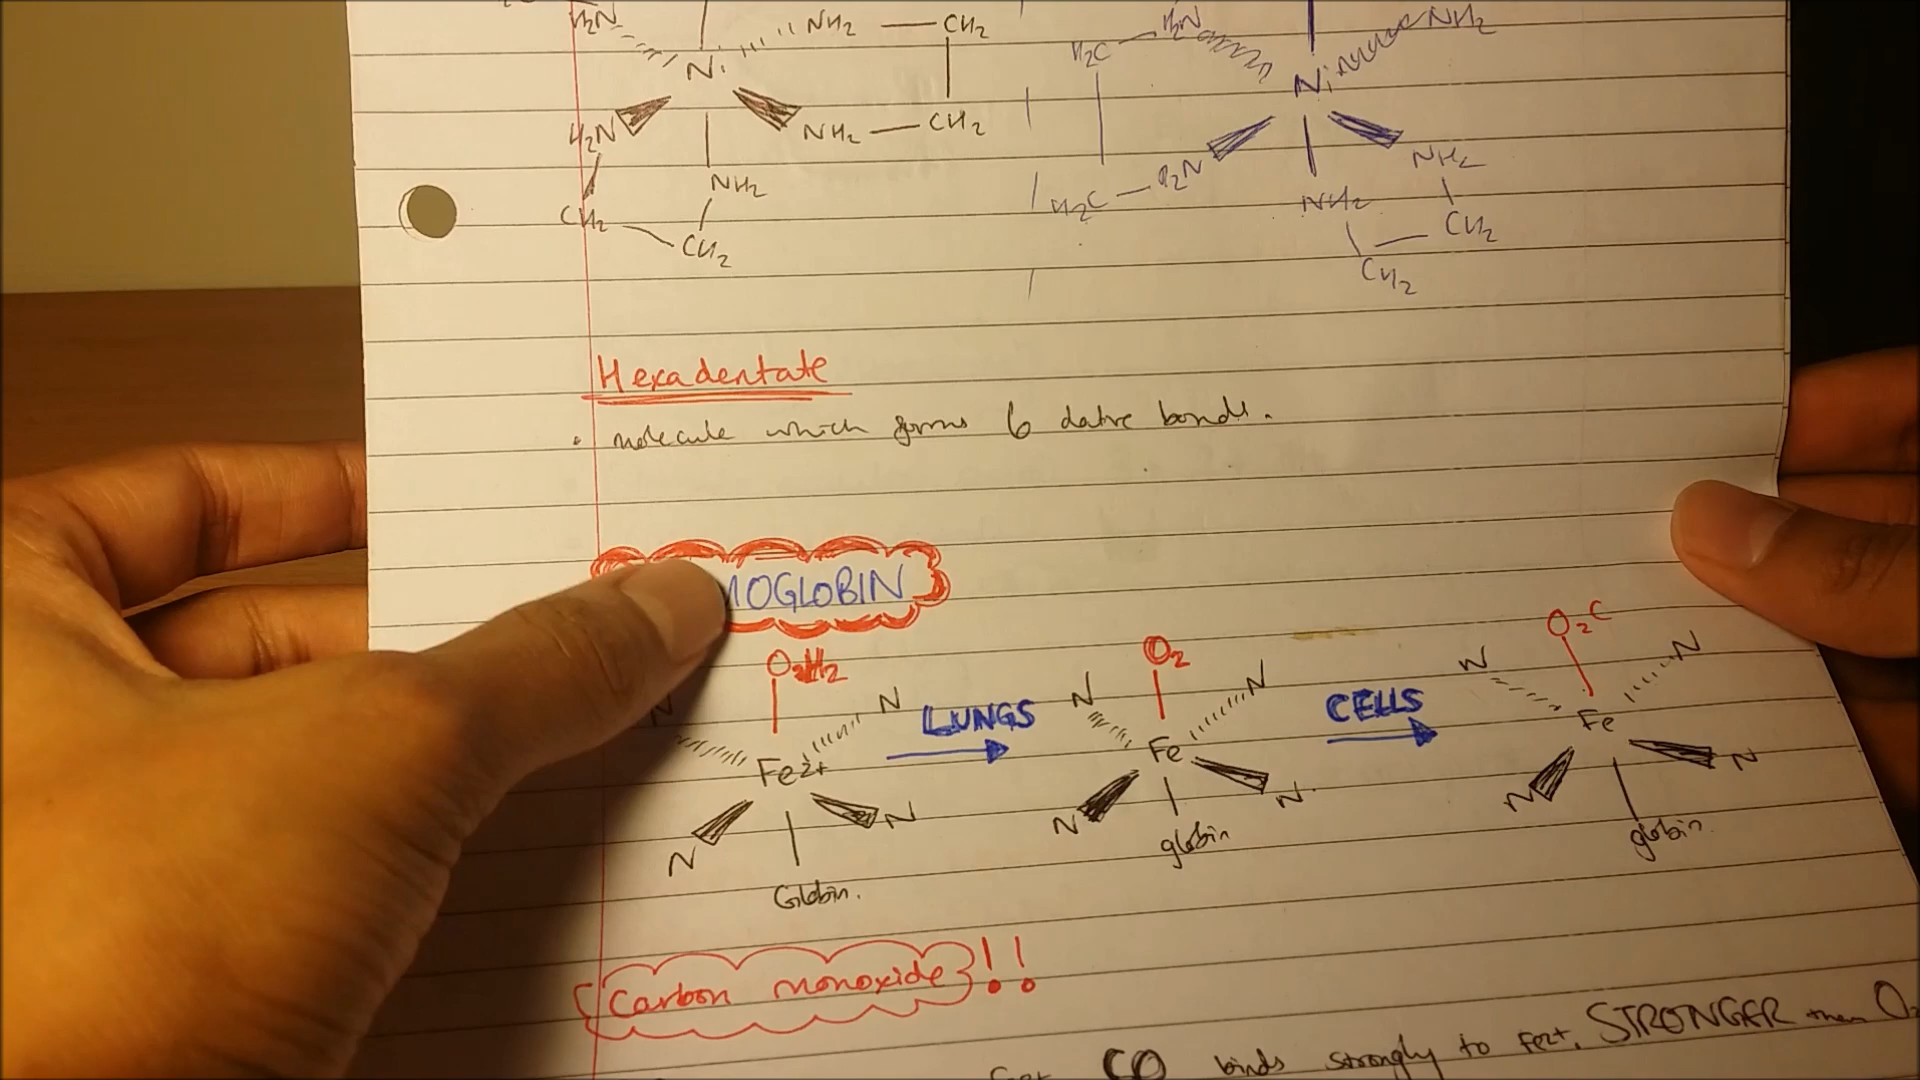 H₂N NH₂ — CH₂ H₂C — H₂N NH₂
Ni Ni
H₂N NH₂ — CH₂ H₂C — H₂N NH₂
NH₂ NH₂
CH₂ CH₂ CH₂ CH₂
Hexadentate
• molecule which forms 6 dative bonds.
MOGLOBIN
O₂ O₂C
N N LUNGS N N CELLS N N
Fe2+ Fe Fe
N N N N N N
Globin. globin globin.
Carbon monoxide !!
CO binds strongly to Fe2+. STRONGER than O₂